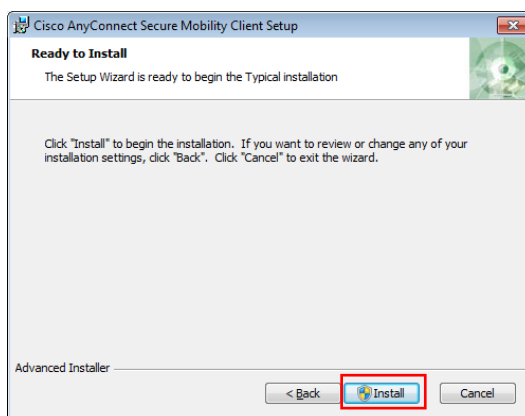 Cisco AnyConnect Secure Mobility Client Setup
Ready to Install
The Setup Wizard is ready to begin the Typical installation
Click "Install" to begin the installation.  If you want to review or change any of your
installation settings, click "Back".  Click "Cancel" to exit the wizard.
Advanced Installer
< Back Install Cancel